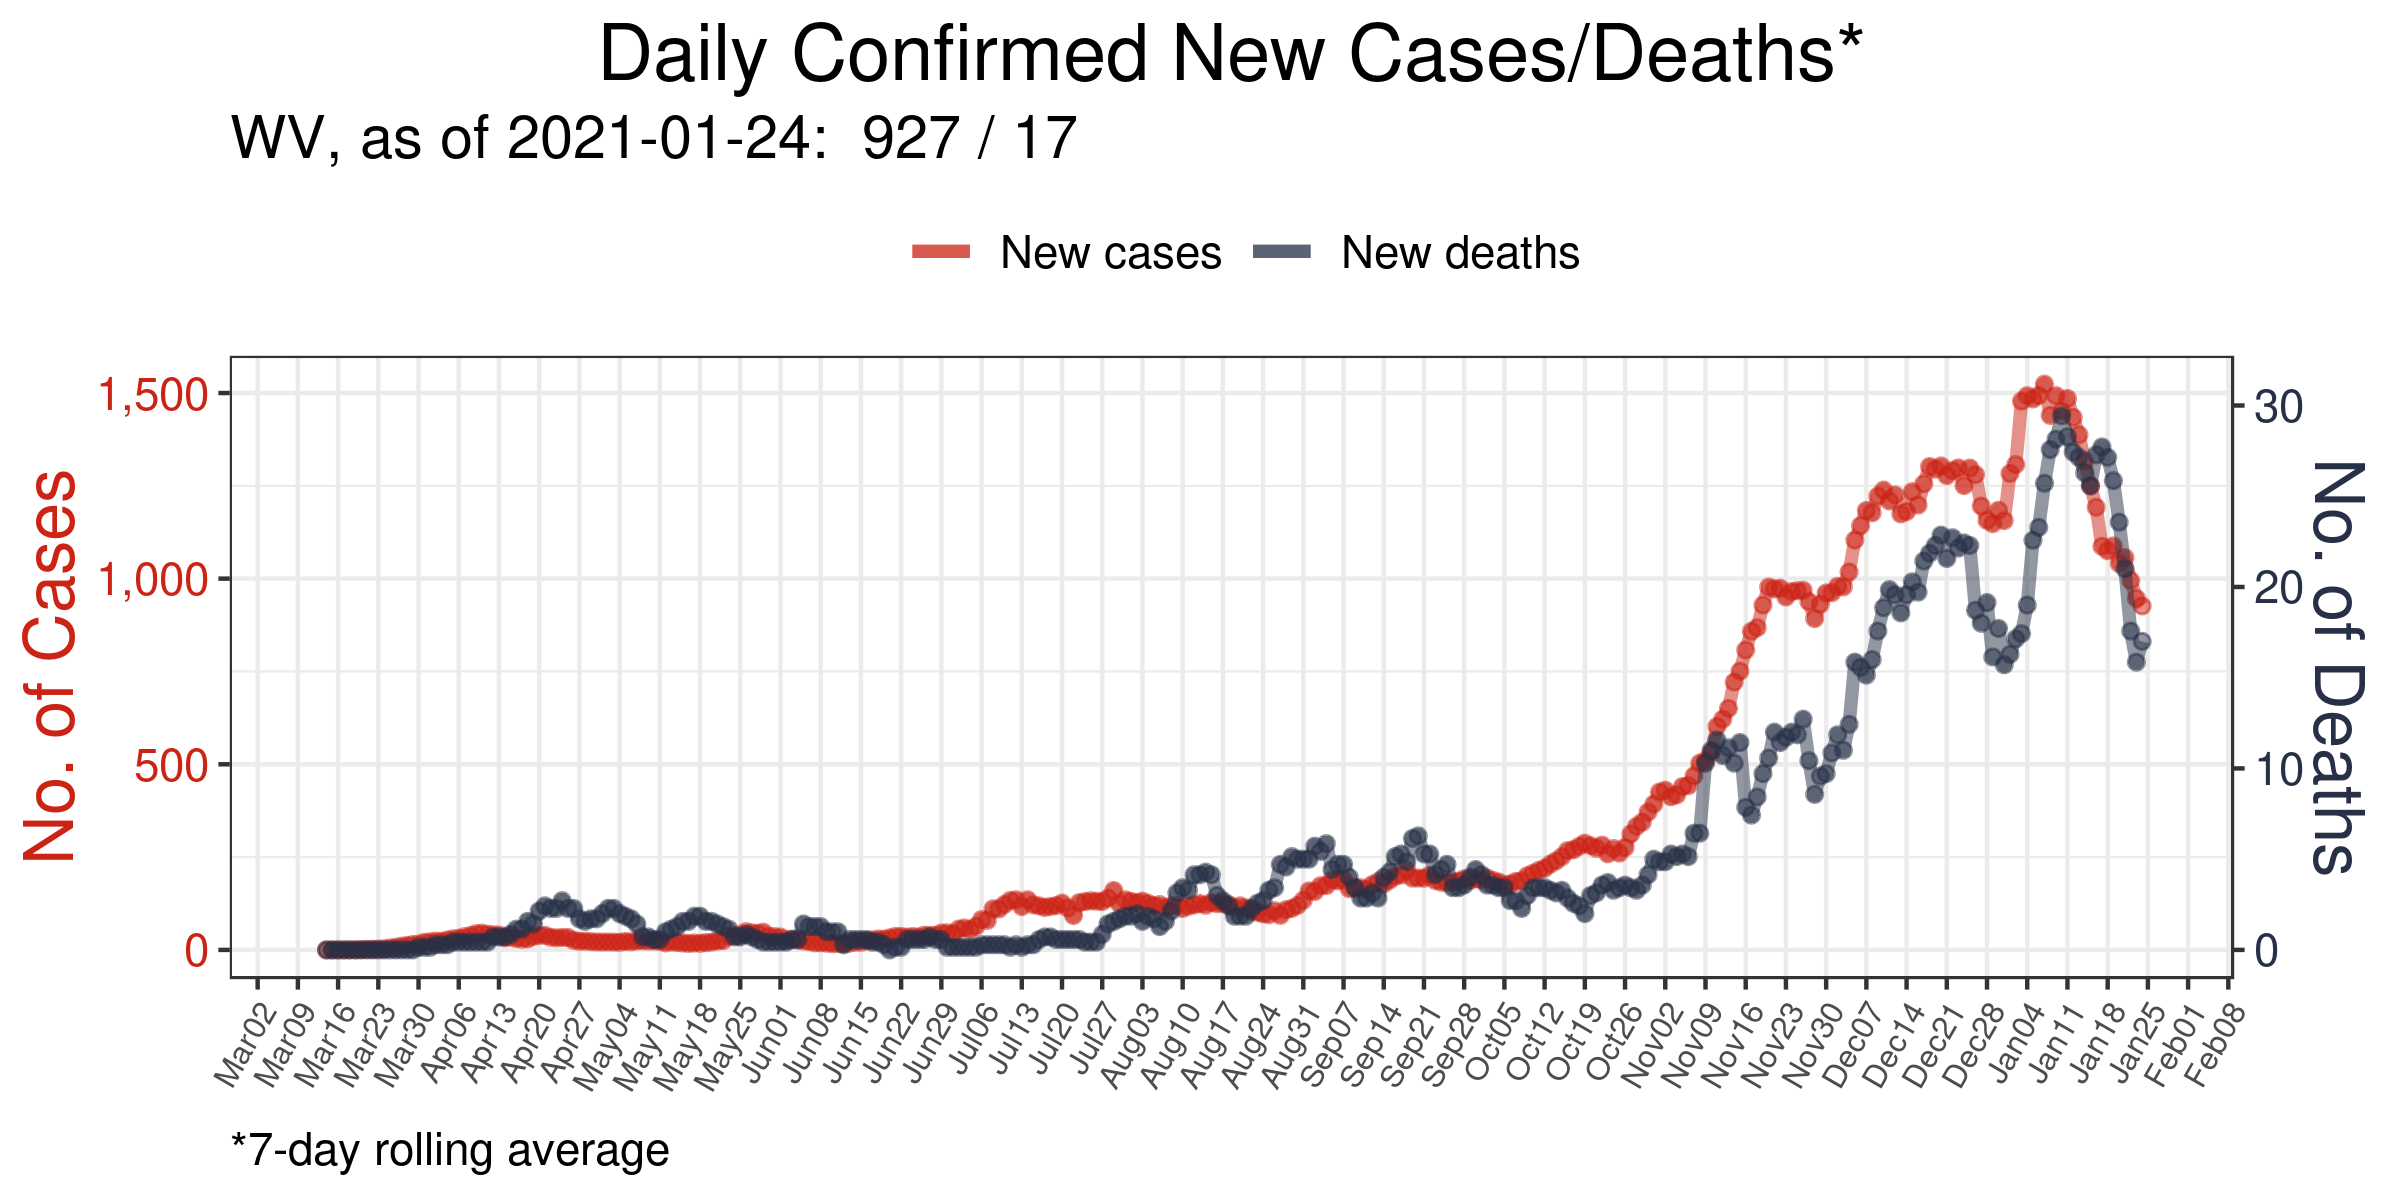 Daily Confirmed New Cases/Deaths*
WV, as of 2021-01-24:  927 / 17
New cases
New deaths
No. of Cases
1,500
1,000
500
0
30
20
10
0
No. of Deaths
Mar02
Mar09
Mar16
Mar23
Mar30
Apr06
Apr13
Apr20
Apr27
May04
May11
May18
May25
Jun01
Jun08
Jun15
Jun22
Jun29
Jul06
Jul13
Jul20
Jul27
Aug03
Aug10
Aug17
Aug24
Aug31
Sep07
Sep14
Sep21
Sep28
Oct05
Oct12
Oct19
Oct26
Nov02
Nov09
Nov16
Nov23
Nov30
Dec07
Dec14
Dec21
Dec28
Jan04
Jan11
Jan18
Jan25
Feb01
Feb08
*7-day rolling average